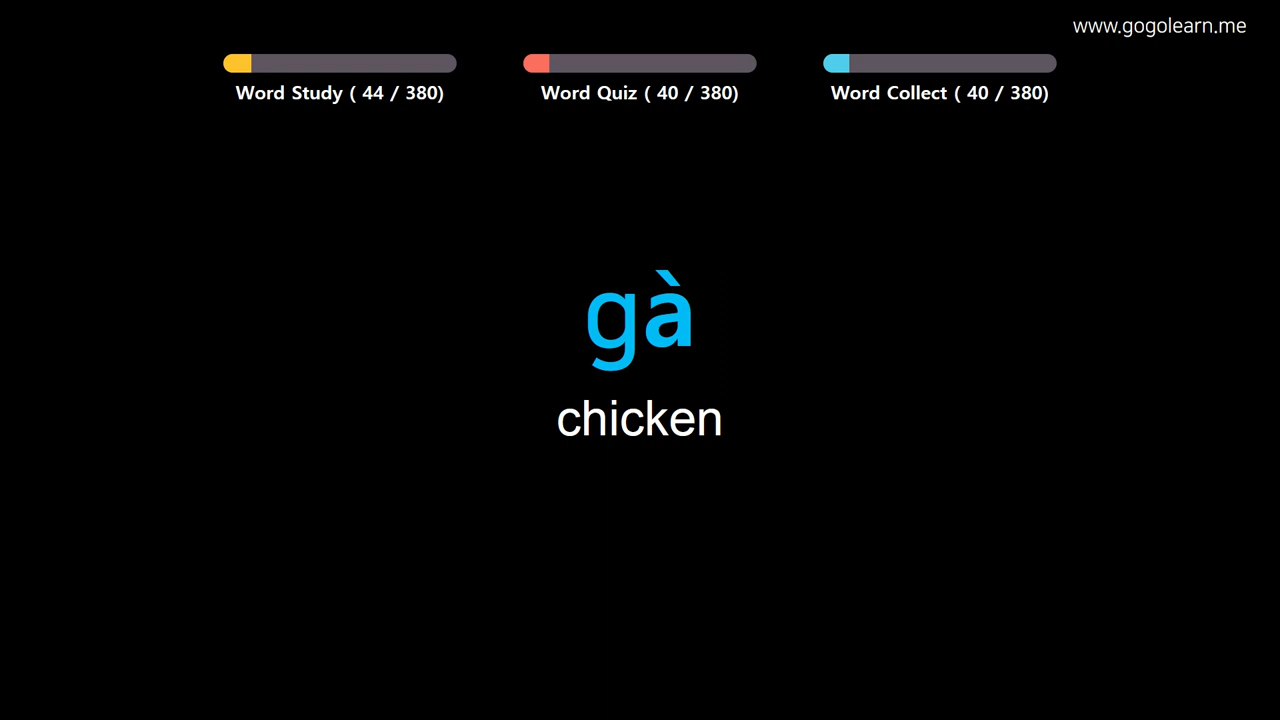 www.gogolearn.me
Word Study ( 44 / 380)
Word Quiz ( 40 / 380)
Word Collect ( 40 / 380)
gà
chicken